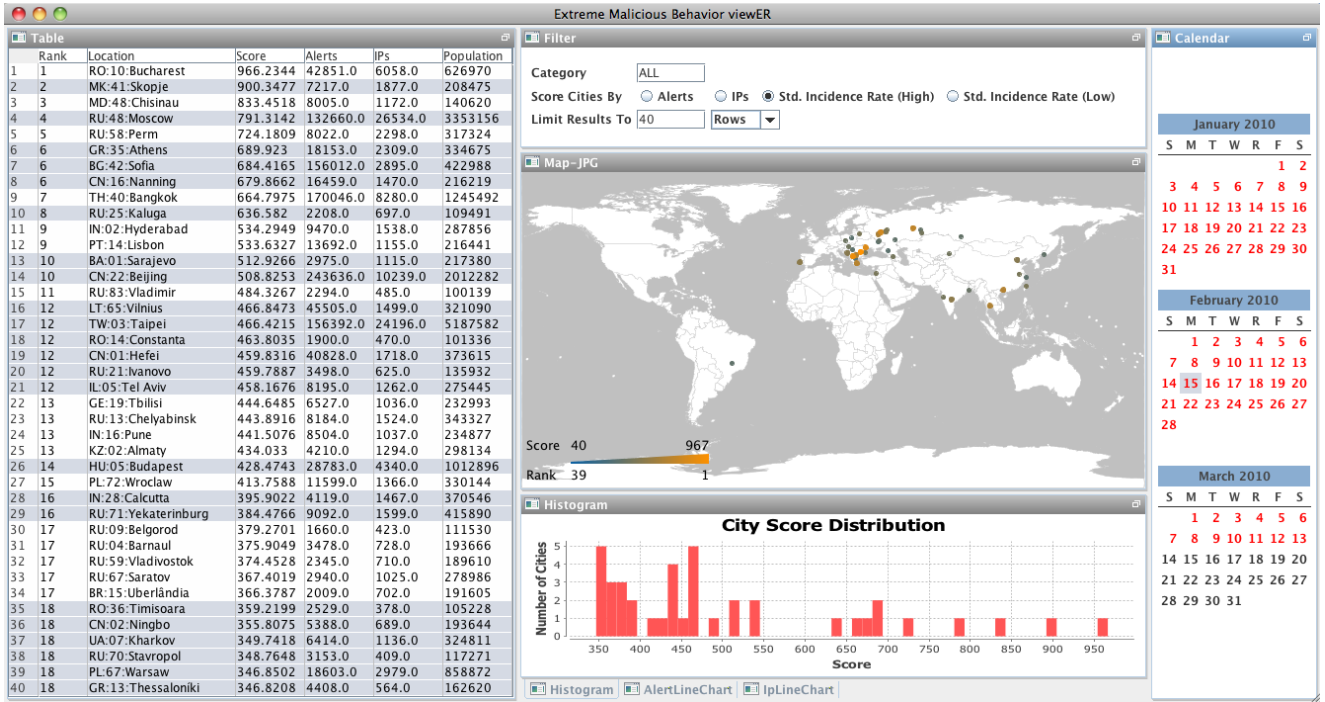 Extreme Malicious Behavior viewER
Table
Rank Location Score Alerts IPs Population
1 1 RO:10:Bucharest 966.2344 42851.0 6058.0 626970
2 2 MK:41:Skopje 900.3477 7217.0 1877.0 208475
3 3 MD:48:Chisinau 833.4518 8005.0 1172.0 140620
4 4 RU:48:Moscow 791.3142 132660.0 26534.0 3353156
5 5 RU:58:Perm 724.1809 8022.0 2298.0 317324
6 6 GR:35:Athens 689.923 18153.0 2309.0 334675
7 6 BG:42:Sofia 684.4165 156012.0 2895.0 422988
8 6 CN:16:Nanning 679.8662 16459.0 1470.0 216219
9 7 TH:40:Bangkok 664.7975 170046.0 8280.0 1245492
10 8 RU:25:Kaluga 636.582 2208.0 697.0 109491
11 9 IN:02:Hyderabad 534.2949 9470.0 1538.0 287856
12 9 PT:14:Lisbon 533.6327 13692.0 1155.0 216441
13 10 BA:01:Sarajevo 512.9266 2975.0 1115.0 217380
14 10 CN:22:Beijing 508.8253 243636.0 10239.0 2012282
15 11 RU:83:Vladimir 484.3267 2294.0 485.0 100139
16 12 LT:65:Vilnius 466.8473 45505.0 1499.0 321090
17 12 TW:03:Taipei 466.4215 156392.0 24196.0 5187582
18 12 RO:14:Constanta 463.8035 1900.0 470.0 101336
19 12 CN:01:Hefei 459.8316 40828.0 1718.0 373615
20 12 RU:21:Ivanovo 459.7887 3498.0 625.0 135932
21 12 IL:05:Tel Aviv 458.1676 8195.0 1262.0 275445
22 13 GE:19:Tbilisi 444.6485 6527.0 1036.0 232993
23 13 RU:13:Chelyabinsk 443.8916 8184.0 1524.0 343327
24 13 IN:16:Pune 441.5076 8504.0 1037.0 234877
25 13 KZ:02:Almaty 434.033 4210.0 1294.0 298134
26 14 HU:05:Budapest 428.4743 28783.0 4340.0 1012896
27 15 PL:72:Wroclaw 413.7588 11599.0 1366.0 330144
28 16 IN:28:Calcutta 395.9022 4119.0 1467.0 370546
29 16 RU:71:Yekaterinburg 384.4766 9092.0 1599.0 415890
30 17 RU:09:Belgorod 379.2701 1660.0 423.0 111530
31 17 RU:04:Barnaul 375.9049 3478.0 728.0 193666
32 17 RU:59:Vladivostok 374.4528 2345.0 710.0 189610
33 17 RU:67:Saratov 367.4019 2940.0 1025.0 278986
34 17 BR:15:Uberlândia 366.3787 2009.0 702.0 191605
35 18 RO:36:Timisoara 359.2199 2529.0 378.0 105228
36 18 CN:02:Ningbo 355.8075 5388.0 689.0 193644
37 18 UA:07:Kharkov 349.7418 6414.0 1136.0 324811
38 18 RU:70:Stavropol 348.7648 3153.0 409.0 117271
39 18 PL:67:Warsaw 346.8502 18603.0 2979.0 858872
40 18 GR:13:Thessaloníki 346.8208 4408.0 564.0 162620
Filter
Category ALL
Score Cities By Alerts IPs Std. Incidence Rate (High) Std. Incidence Rate (Low)
Limit Results To 40 Rows
Map-JPG
Score 40 967
Rank 39 1
Histogram
City Score Distribution
Number of Cities
5
4
3
2
1
0
350 400 450 500 550 600 650 700 750 800 850 900 950
Score
Histogram AlertLineChart IpLineChart
Calendar
January 2010
S M T W R F S
1 2
3 4 5 6 7 8 9
10 11 12 13 14 15 16
17 18 19 20 21 22 23
24 25 26 27 28 29 30
31
February 2010
S M T W R F S
1 2 3 4 5 6
7 8 9 10 11 12 13
14 15 16 17 18 19 20
21 22 23 24 25 26 27
28
March 2010
S M T W R F S
1 2 3 4 5 6
7 8 9 10 11 12 13
14 15 16 17 18 19 20
21 22 23 24 25 26 27
28 29 30 31